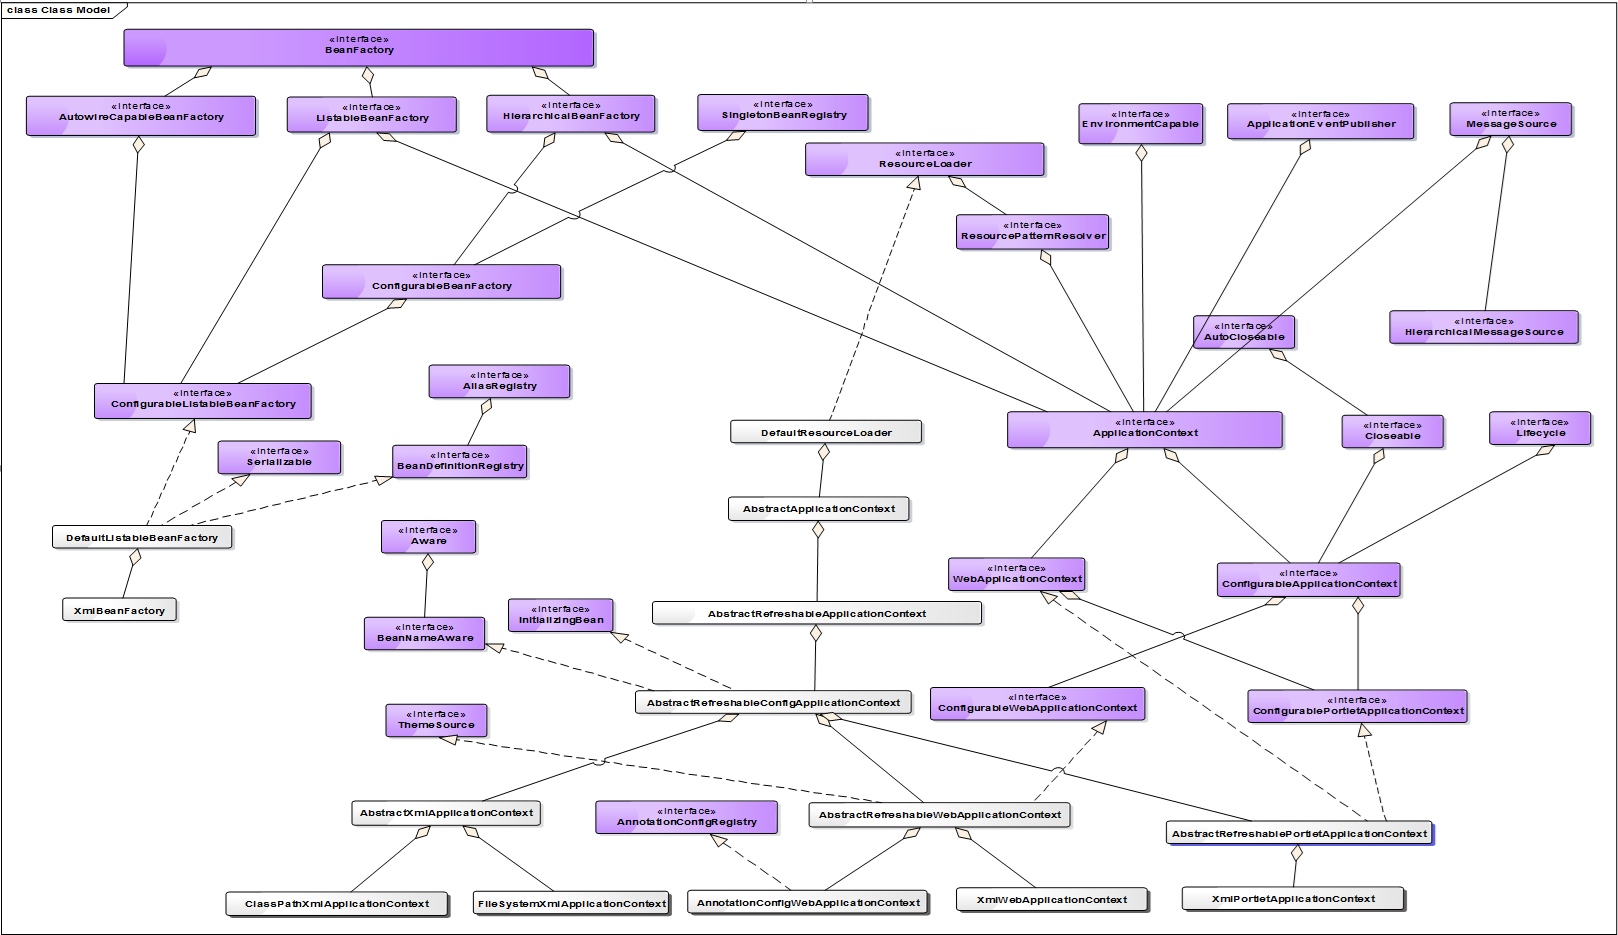 class Class Model
«interface»
BeanFactory
«interface»
AutowireCapableBeanFactory
«interface»
ListableBeanFactory
«interface»
HierarchicalBeanFactory
«interface»
SingletonBeanRegistry
«interface»
EnvironmentCapable
«interface»
ApplicationEventPublisher
«interface»
MessageSource
«interface»
ResourceLoader
«interface»
ResourcePatternResolver
«interface»
ConfigurableBeanFactory
«interface»
AutoCloseable
«interface»
HierarchicalMessageSource
«interface»
ConfigurableListableBeanFactory
«interface»
AliasRegistry
DefaultResourceLoader
«interface»
ApplicationContext
«interface»
Closeable
«interface»
Lifecycle
«interface»
Serializable
«interface»
BeanDefinitionRegistry
AbstractApplicationContext
DefaultListableBeanFactory
«interface»
Aware
«interface»
WebApplicationContext
«interface»
ConfigurableApplicationContext
XmlBeanFactory
«interface»
InitializingBean
AbstractRefreshableApplicationContext
«interface»
BeanNameAware
AbstractRefreshableConfigApplicationContext
«interface»
ConfigurableWebApplicationContext
«interface»
ConfigurablePortletApplicationContext
«interface»
ThemeSource
AbstractXmlApplicationContext
«interface»
AnnotationConfigRegistry
AbstractRefreshableWebApplicationContext
AbstractRefreshablePortletApplicationContext
ClassPathXmlApplicationContext
FileSystemXmlApplicationContext
AnnotationConfigWebApplicationContext
XmlWebApplicationContext
XmlPortletApplicationContext